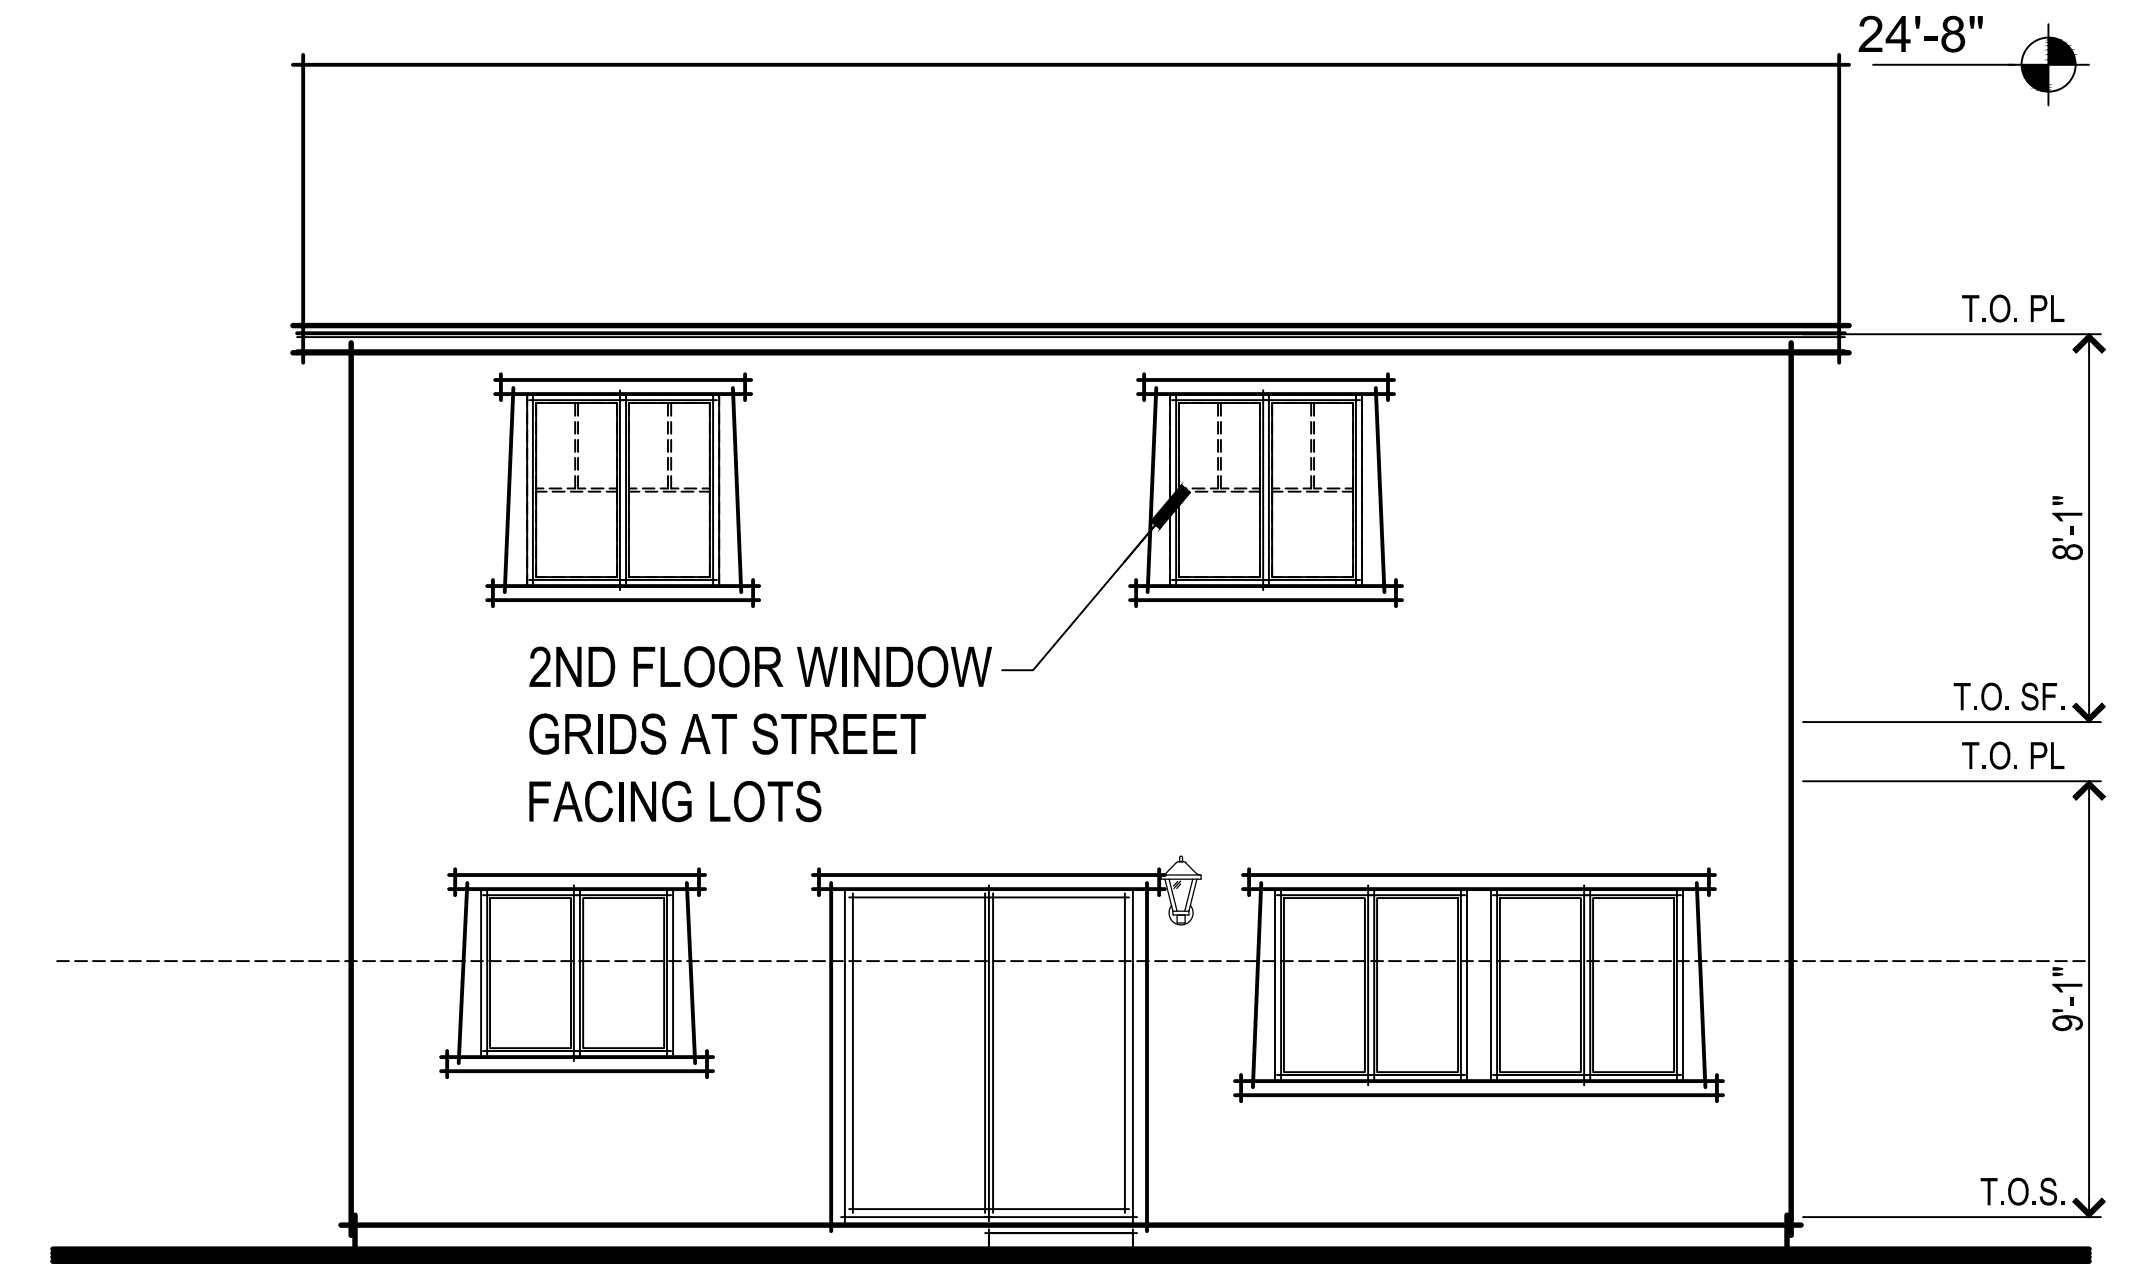 24'-8"
T.O. PL
8'-1"
2ND FLOOR WINDOW
GRIDS AT STREET
FACING LOTS
T.O. SF.
T.O. PL
9'-1"
T.O.S.